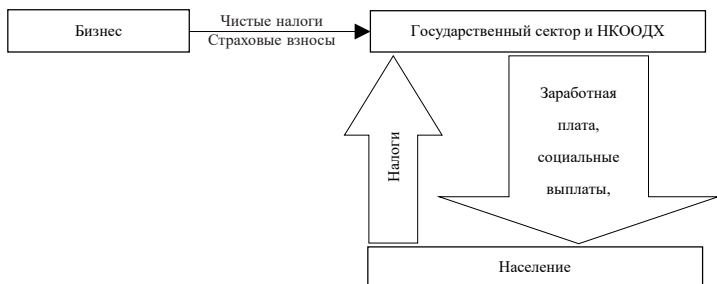 Бизнес
Чистые налоги
Страховые взносы
Государственный сектор и НКООДХ
Налоги
Заработная
плата,
социальные
выплаты,
Население